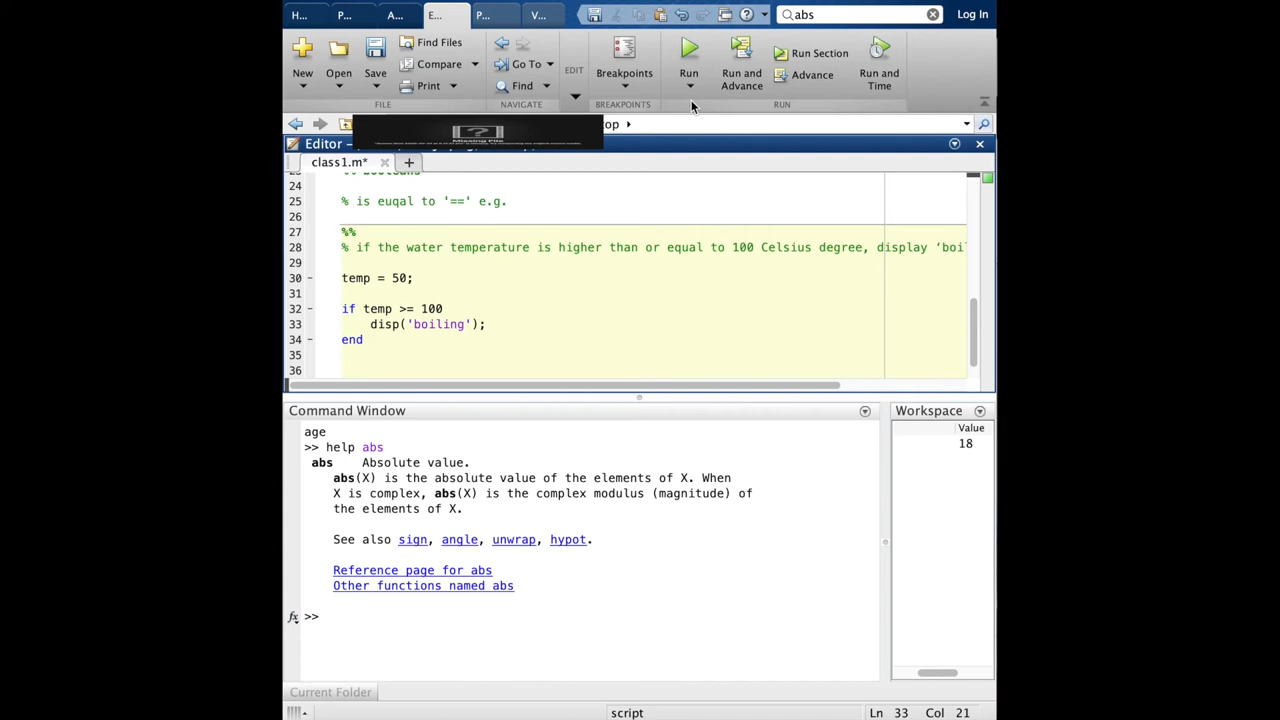 H... P... A... E... P... V... abs Log In
New Open Save Find Files Compare Print Go To Find EDIT Breakpoints Run Run and Advance Run Section Advance Run and Time
FILE NAVIGATE BREAKPOINTS RUN
top
Missing File
Editor –
class1.m* +
23 %% booleans
24
25 % is euqal to '==' e.g.
26
27 %%
28 % if the water temperature is higher than or equal to 100 Celsius degree, display ‘boi
29
30 temp = 50;
31
32 if temp >= 100
33 disp('boiling');
34 end
35
36
Command Window
age
>> help abs
abs Absolute value.
abs(X) is the absolute value of the elements of X. When
X is complex, abs(X) is the complex modulus (magnitude) of
the elements of X.
See also sign, angle, unwrap, hypot.
Reference page for abs
Other functions named abs
fx >>
Workspace
Value
18
Current Folder
script Ln 33 Col 21